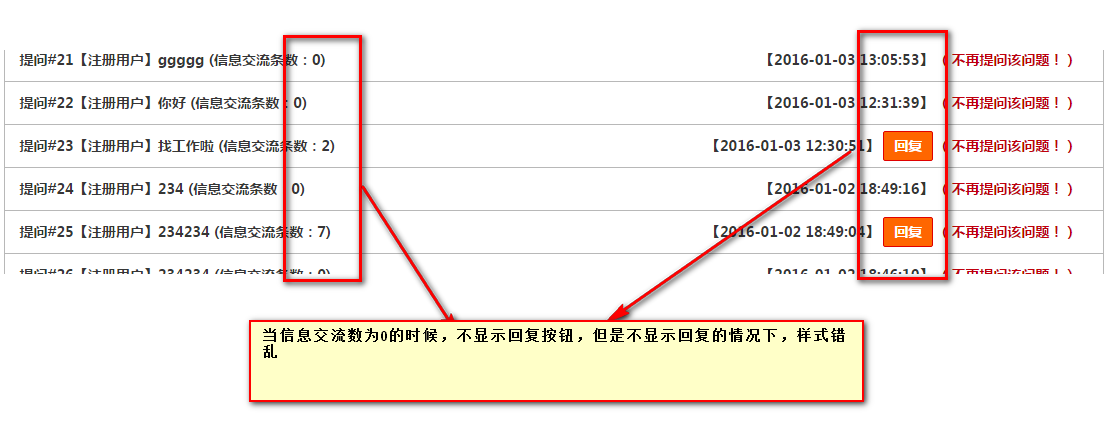 提问#21【注册用户】ggggg (信息交流条数：0) 【2016-01-03 13:05:53】 （不再提问该问题！）
提问#22【注册用户】你好 (信息交流条数：0) 【2016-01-03 12:31:39】 （不再提问该问题！）
提问#23【注册用户】找工作啦 (信息交流条数：2) 【2016-01-03 12:30:51】 回复 （不再提问该问题！）
提问#24【注册用户】234 (信息交流条数：0) 【2016-01-02 18:49:16】 （不再提问该问题！）
提问#25【注册用户】234234 (信息交流条数：7) 【2016-01-02 18:49:04】 回复 （不再提问该问题！）
提问#26【注册用户】234234 (信息交流条数：0) 【2016-01-02 18:46:10】 （不再提问该问题！）
当信息交流数为0的时候，不显示回复按钮，但是不显示回复的情况下，样式错
乱